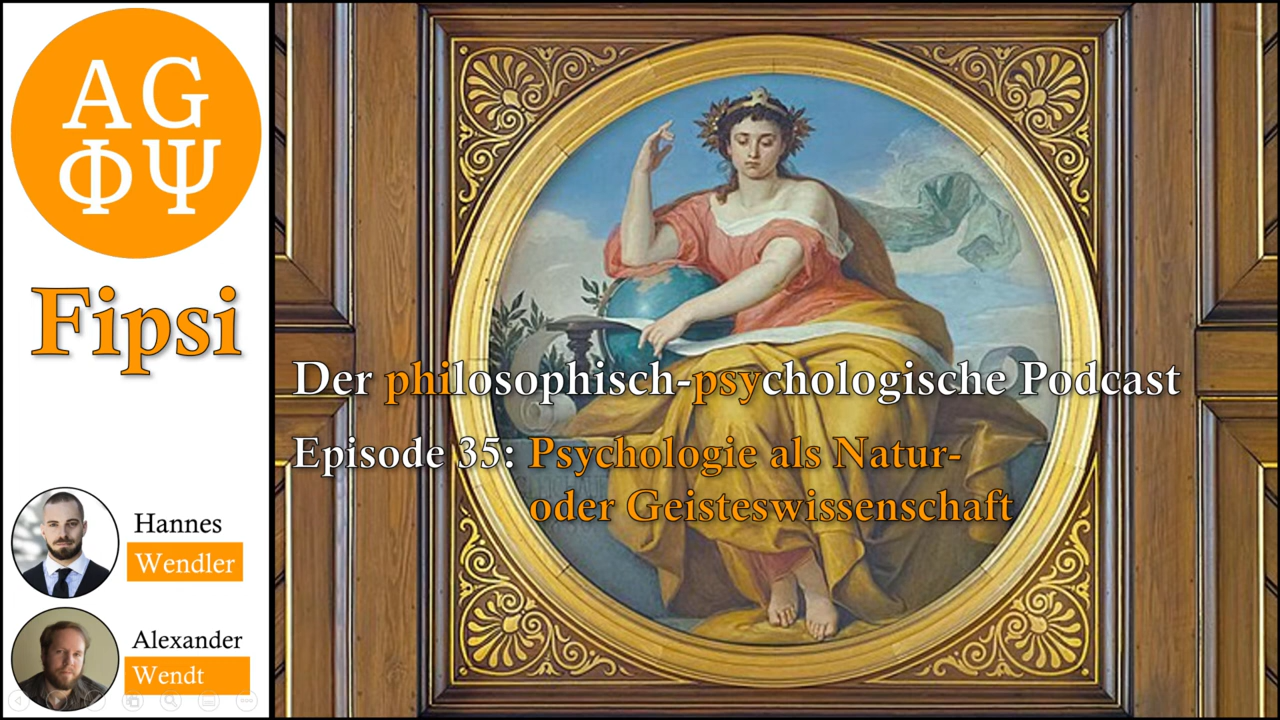 AG
ΦΨ
Fipsi
Hannes
Wendler
Alexander
Wendt
Der philosophisch-psychologische Podcast
Episode 35: Psychologie als Natur-
oder Geisteswissenschaft